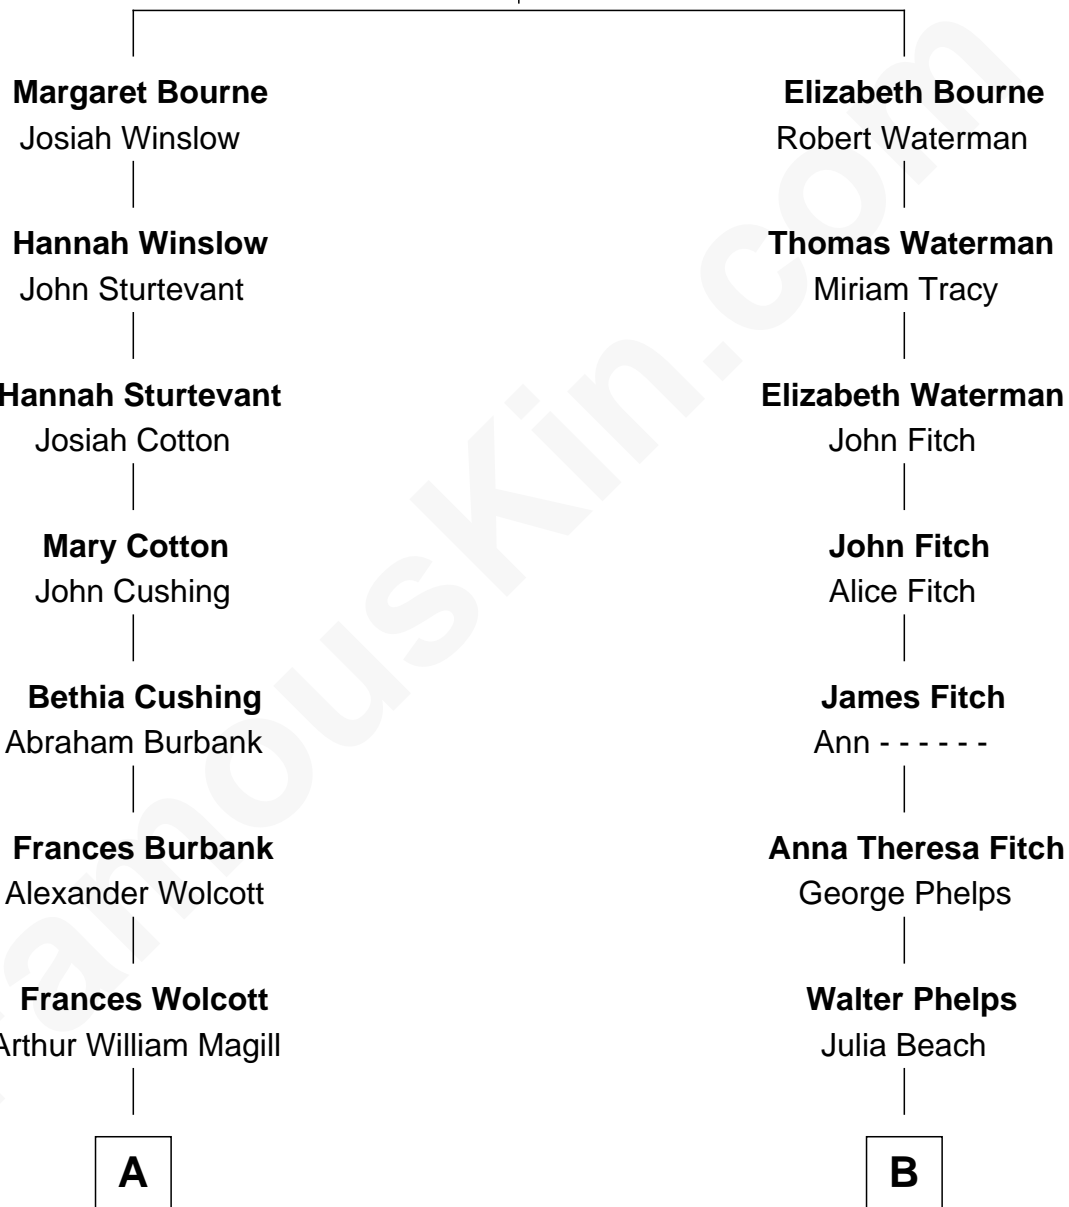 Margaret Bourne
Josiah Winslow
Elizabeth Bourne
Robert Waterman
Hannah Winslow
John Sturtevant
Thomas Waterman
Miriam Tracy
Hannah Sturtevant
Josiah Cotton
Elizabeth Waterman
John Fitch
Mary Cotton
John Cushing
John Fitch
Alice Fitch
Bethia Cushing
Abraham Burbank
James Fitch
Ann - - - - - -
Frances Burbank
Alexander Wolcott
Anna Theresa Fitch
George Phelps
Frances Wolcott
Arthur William Magill
Walter Phelps
Julia Beach
A
B
FamousKin.com